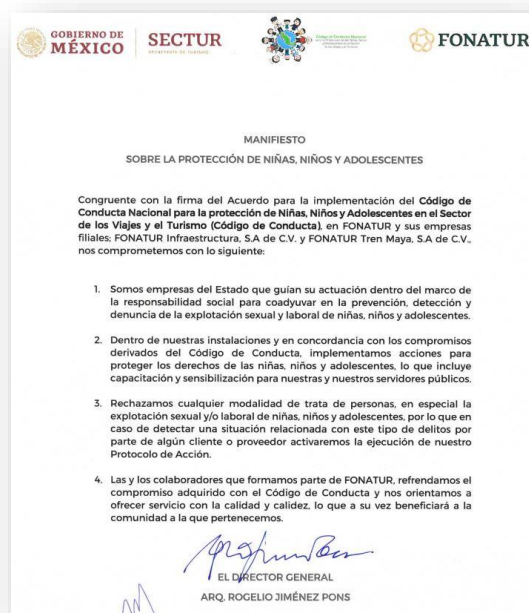 GOBIERNO DE
MÉXICO
SECTUR
SECRETARÍA DE TURISMO
Código de Conducta Nacional
FONATUR
MANIFIESTO
SOBRE LA PROTECCIÓN DE NIÑAS, NIÑOS Y ADOLESCENTES
Congruente con la firma del Acuerdo para la implementación del Código de
Conducta Nacional para la protección de Niñas, Niños y Adolescentes en el Sector
de los Viajes y el Turismo (Código de Conducta), en FONATUR y sus empresas
filiales; FONATUR Infraestructura, S.A de C.V. y FONATUR Tren Maya, S.A de C.V.,
nos comprometemos con lo siguiente:
1. Somos empresas del Estado que guían su actuación dentro del marco de
la responsabilidad social para coadyuvar en la prevención, detección y
denuncia de la explotación sexual y laboral de niñas, niños y adolescentes.
2. Dentro de nuestras instalaciones y en concordancia con los compromisos
derivados del Código de Conducta, implementamos acciones para
proteger los derechos de las niñas, niños y adolescentes, lo que incluye
capacitación y sensibilización para nuestras y nuestros servidores públicos.
3. Rechazamos cualquier modalidad de trata de personas, en especial la
explotación sexual y/o laboral de niñas, niños y adolescentes, por lo que en
caso de detectar una situación relacionada con este tipo de delitos por
parte de algún cliente o proveedor activaremos la ejecución de nuestro
Protocolo de Acción.
4. Las y los colaboradores que formamos parte de FONATUR, refrendamos el
compromiso adquirido con el Código de Conducta y nos orientamos a
ofrecer servicio con la calidad y calidez, lo que a su vez beneficiará a la
comunidad a la que pertenecemos.
EL DIRECTOR GENERAL
ARQ. ROGELIO JIMÉNEZ PONS